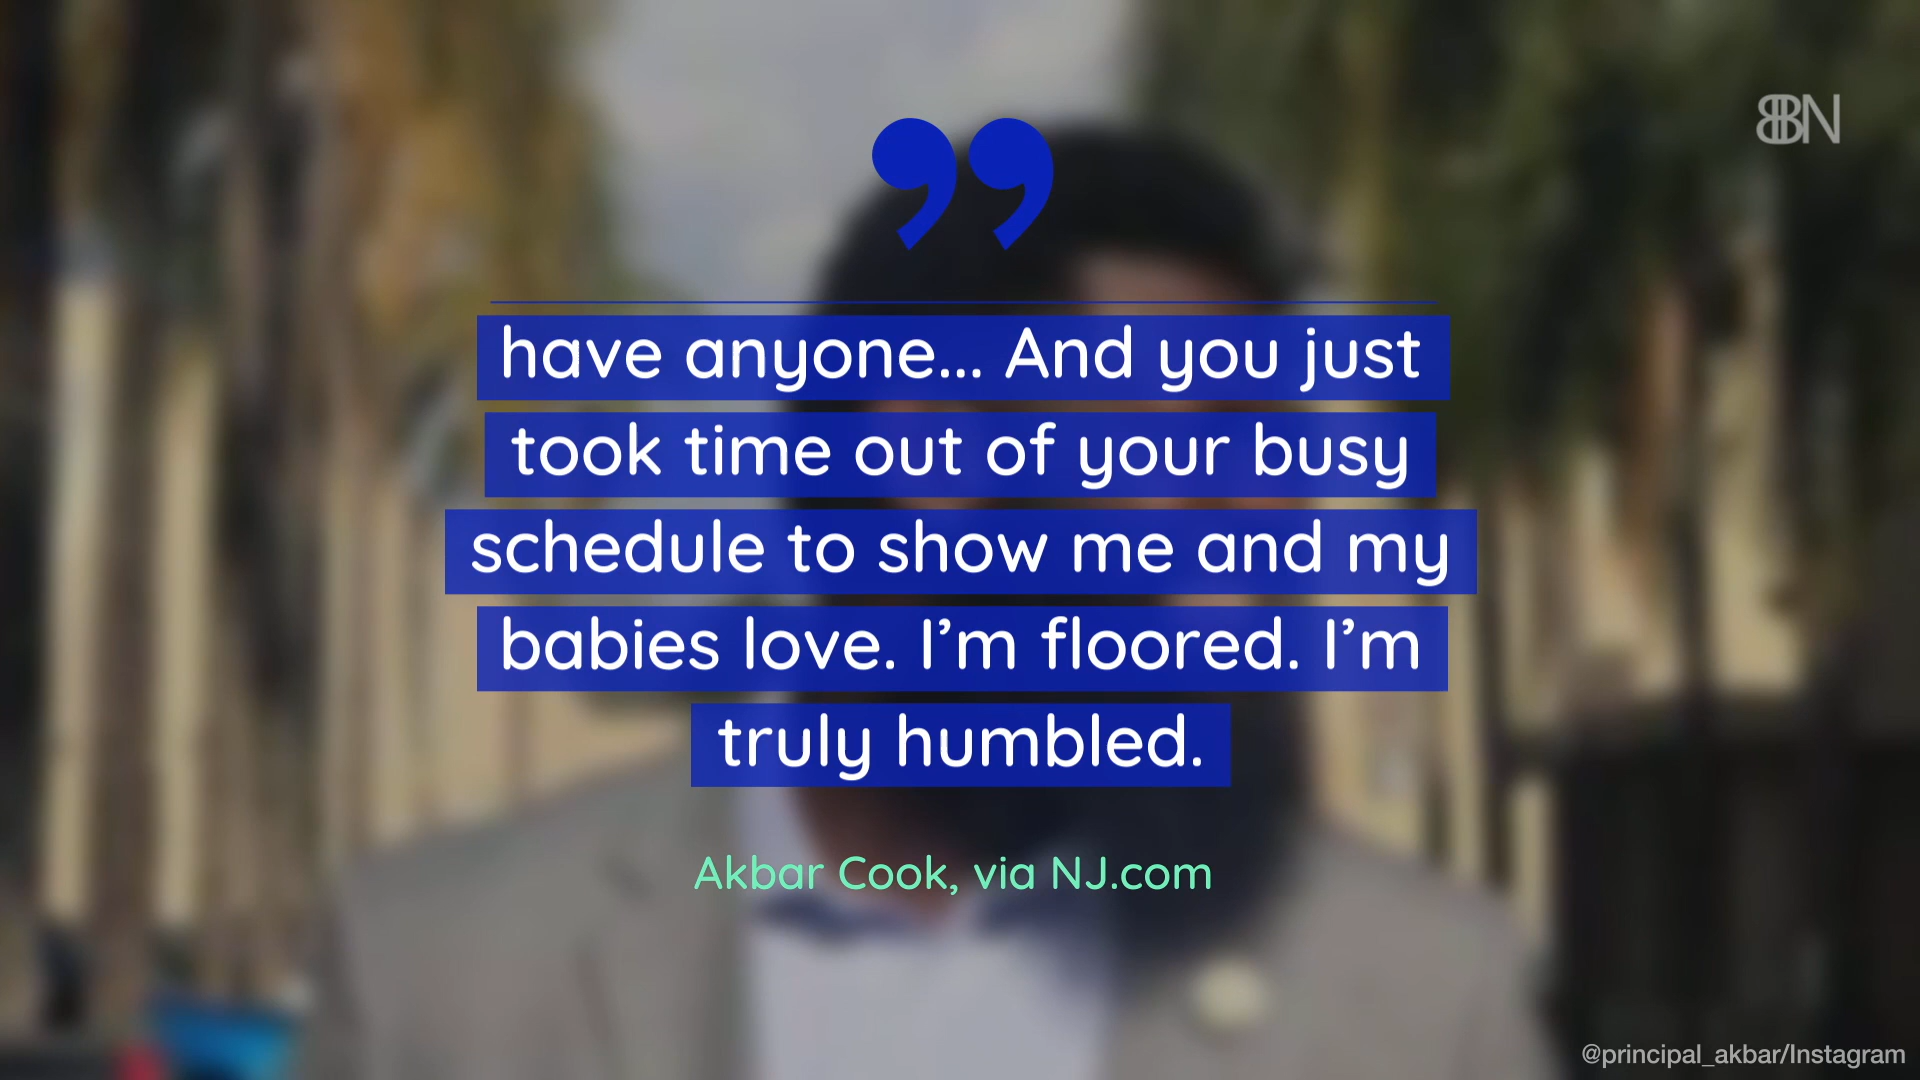 BBN
”
have anyone... And you just
took time out of your busy
schedule to show me and my
babies love. I’m floored. I’m
truly humbled.
Akbar Cook, via NJ.com
@principal_akbar/Instagram